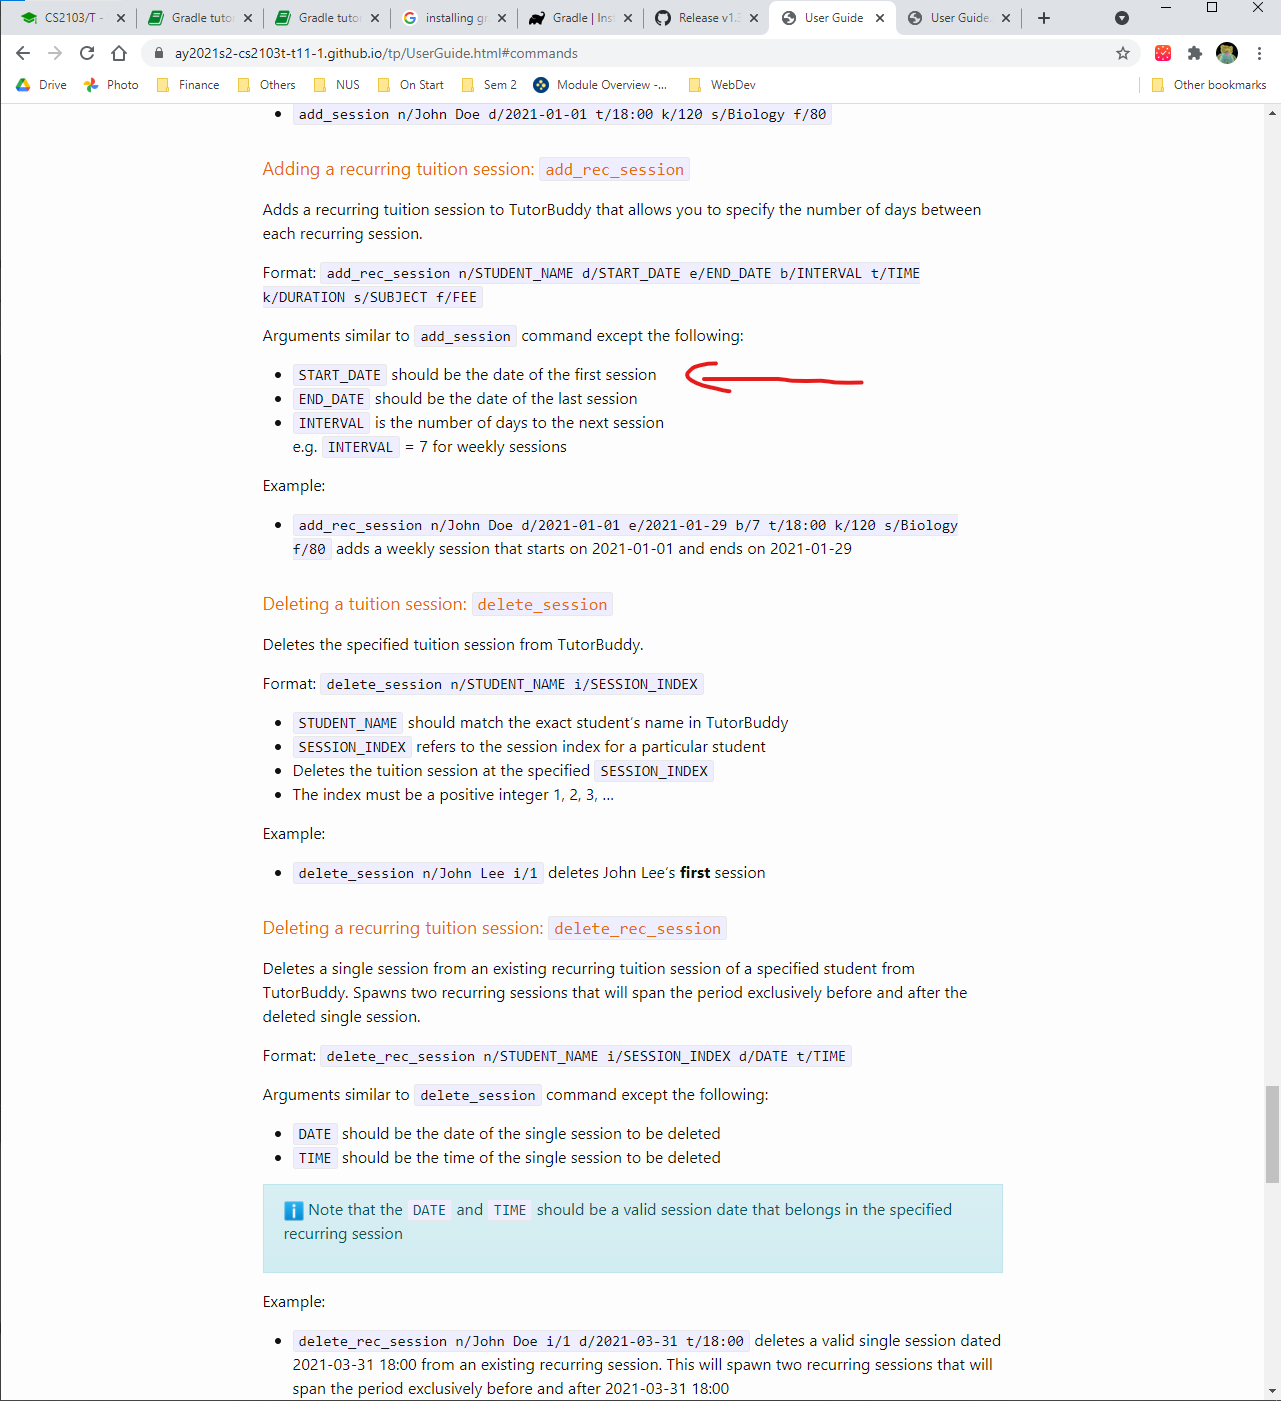 CS2103/T -
Gradle tutor
Gradle tutor
installing gr
Gradle | Inst
Release v1.3
User Guide
User Guide.
ay2021s2-cs2103t-t11-1.github.io/tp/UserGuide.html#commands
Drive
Photo
Finance
Others
NUS
On Start
Sem 2
Module Overview -...
WebDev
Other bookmarks
add_session n/John Doe d/2021-01-01 t/18:00 k/120 s/Biology f/80
Adding a recurring tuition session: add_rec_session
Adds a recurring tuition session to TutorBuddy that allows you to specify the number of days between
each recurring session.
Format: add_rec_session n/STUDENT_NAME d/START_DATE e/END_DATE b/INTERVAL t/TIME
k/DURATION s/SUBJECT f/FEE
Arguments similar to add_session command except the following:
START_DATE should be the date of the first session
END_DATE should be the date of the last session
INTERVAL is the number of days to the next session
e.g. INTERVAL = 7 for weekly sessions
Example:
add_rec_session n/John Doe d/2021-01-01 e/2021-01-29 b/7 t/18:00 k/120 s/Biology
f/80 adds a weekly session that starts on 2021-01-01 and ends on 2021-01-29
Deleting a tuition session: delete_session
Deletes the specified tuition session from TutorBuddy.
Format: delete_session n/STUDENT_NAME i/SESSION_INDEX
STUDENT_NAME should match the exact student's name in TutorBuddy
SESSION_INDEX refers to the session index for a particular student
Deletes the tuition session at the specified SESSION_INDEX
The index must be a positive integer 1, 2, 3, …
Example:
delete_session n/John Lee i/1 deletes John Lee's first session
Deleting a recurring tuition session: delete_rec_session
Deletes a single session from an existing recurring tuition session of a specified student from
TutorBuddy. Spawns two recurring sessions that will span the period exclusively before and after the
deleted single session.
Format: delete_rec_session n/STUDENT_NAME i/SESSION_INDEX d/DATE t/TIME
Arguments similar to delete_session command except the following:
DATE should be the date of the single session to be deleted
TIME should be the time of the single session to be deleted
Note that the DATE and TIME should be a valid session date that belongs in the specified
recurring session
Example:
delete_rec_session n/John Doe i/1 d/2021-03-31 t/18:00 deletes a valid single session dated
2021-03-31 18:00 from an existing recurring session. This will spawn two recurring sessions that will
span the period exclusively before and after 2021-03-31 18:00